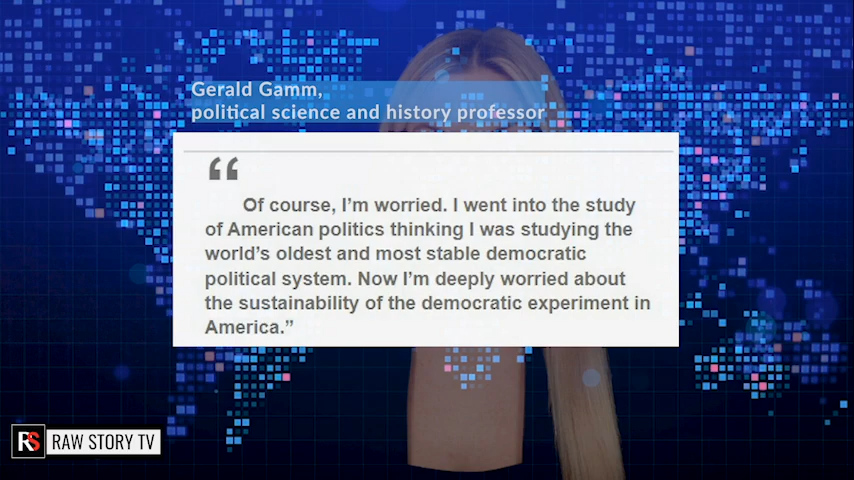 Gerald Gamm,
political science and history professor
“
Of course, I’m worried. I went into the study
of American politics thinking I was studying the
world’s oldest and most stable democratic
political system. Now I’m deeply worried about
the sustainability of the democratic experiment in
America.”
RS RAW STORY TV